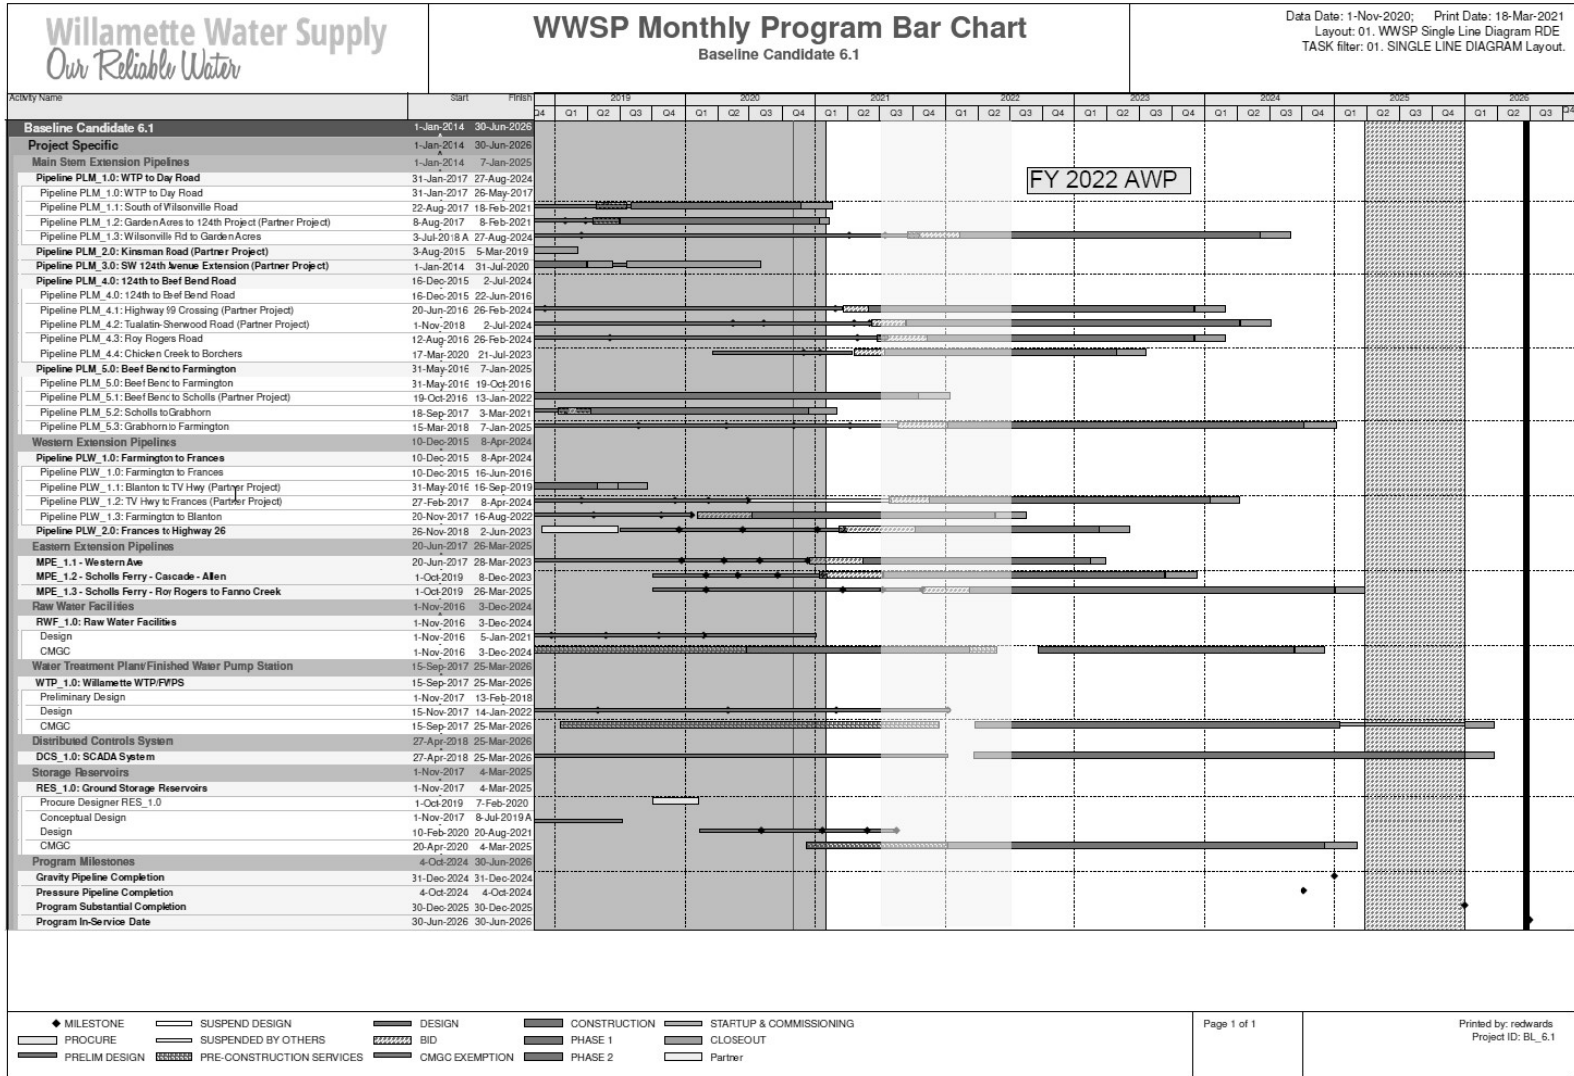 Willamette Water Supply
Our Reliable Water
WWSP Monthly Program Bar Chart
Baseline Candidate 6.1
Data Date: 1-Nov-2020; Print Date: 18-Mar-2021
Layout: 01. WWSP Single Line Diagram RDE
TASK filter: 01. SINGLE LINE DIAGRAM Layout.
Activity Name Start Finish 2019 2020 2021 2022 2023 2024 2025 2026
Q4 Q1 Q2 Q3 Q4 Q1 Q2 Q3 Q4 Q1 Q2 Q3 Q4 Q1 Q2 Q3 Q4 Q1 Q2 Q3 Q4 Q1 Q2 Q3 Q4 Q1 Q2 Q3 Q4 Q1 Q2 Q3 Q4
Baseline Candidate 6.1 1-Jan-2014 30-Jun-2026
Project Specific 1-Jan-2014 30-Jun-2026
Main Stem Extension Pipelines 1-Jan-2014 7-Jan-2025
Pipeline PLM_1.0: WTP to Day Road 31-Jan-2017 27-Aug-2024
FY 2022 AWP
Pipeline PLM_1.0: WTP to Day Road 31-Jan-2017 26-May-2017
Pipeline PLM_1.1: South of Wilsonville Road 22-Aug-2017 18-Feb-2021
Pipeline PLM_1.2: Garden Acres to 124th Project (Partner Project) 8-Aug-2017 8-Feb-2021
Pipeline PLM_1.3: Wilsonville Rd to Garden Acres 3-Jul-2018 A 27-Aug-2024
Pipeline PLM_2.0: Kinsman Road (Partner Project) 3-Aug-2015 5-Mar-2019
Pipeline PLM_3.0: SW 124th Avenue Extension (Partner Project) 1-Jan-2014 31-Jul-2020
Pipeline PLM_4.0: 124th to Beef Bend Road 16-Dec-2015 2-Jul-2024
Pipeline PLM_4.0: 124th to Beef Bend Road 16-Dec-2015 22-Jun-2016
Pipeline PLM_4.1: Highway 99 Crossing (Partner Project) 20-Jun-2016 26-Feb-2024
Pipeline PLM_4.2: Tualatin-Sherwood Road (Partner Project) 1-Nov-2018 2-Jul-2024
Pipeline PLM_4.3: Roy Rogers Road 12-Aug-2016 26-Feb-2024
Pipeline PLM_4.4: Chicken Creek to Borchers 17-Mar-2020 21-Jul-2023
Pipeline PLM_5.0: Beef Bend to Farmington 31-May-2016 7-Jan-2025
Pipeline PLM_5.0: Beef Bend to Farmington 31-May-2016 19-Oct-2016
Pipeline PLM_5.1: Beef Bend to Scholls (Partner Project) 19-Oct-2016 13-Jan-2022
Pipeline PLM_5.2: Scholls to Grabhorn 18-Sep-2017 3-Mar-2021
Pipeline PLM_5.3: Grabhorn to Farmington 15-Mar-2018 7-Jan-2025
Western Extension Pipelines 10-Dec-2015 8-Apr-2024
Pipeline PLW_1.0: Farmington to Frances 10-Dec-2015 8-Apr-2024
Pipeline PLW_1.0: Farmington to Frances 10-Dec-2015 16-Jun-2016
Pipeline PLW_1.1: Blanton to TV Hwy (Partner Project) 31-May-2016 16-Sep-2019
Pipeline PLW_1.2: TV Hwy to Frances (Partner Project) 27-Feb-2017 8-Apr-2024
Pipeline PLW_1.3: Farmington to Blanton 20-Nov-2017 16-Aug-2022
Pipeline PLW_2.0: Frances to Highway 26 26-Nov-2018 2-Jun-2023
Eastern Extension Pipelines 20-Jun-2017 26-Mar-2025
MPE_1.1 - Western Ave 20-Jun-2017 28-Mar-2023
MPE_1.2 - Scholls Ferry - Cascade - Allen 1-Oct-2019 8-Dec-2023
MPE_1.3 - Scholls Ferry - Roy Rogers to Fanno Creek 1-Oct-2019 26-Mar-2025
Raw Water Facilities 1-Nov-2016 3-Dec-2024
RWF_1.0: Raw Water Facilities 1-Nov-2016 3-Dec-2024
Design 1-Nov-2016 5-Jan-2021
CMGC 1-Nov-2016 3-Dec-2024
Water Treatment Plant/Finished Water Pump Station 15-Sep-2017 25-Mar-2026
WTP_1.0: Willamette WTP/FWPS 15-Sep-2017 25-Mar-2026
Preliminary Design 1-Nov-2017 13-Feb-2018
Design 15-Nov-2017 14-Jan-2022
CMGC 15-Sep-2017 25-Mar-2026
Distributed Controls System 27-Apr-2018 25-Mar-2026
DCS_1.0: SCADA System 27-Apr-2018 25-Mar-2026
Storage Reservoirs 1-Nov-2017 4-Mar-2025
RES_1.0: Ground Storage Reservoirs 1-Nov-2017 4-Mar-2025
Procure Designer RES_1.0 1-Oct-2019 7-Feb-2020
Conceptual Design 1-Nov-2017 8-Jul-2019 A
Design 10-Feb-2020 20-Aug-2021
CMGC 20-Apr-2020 4-Mar-2025
Program Milestones 4-Oct-2024 30-Jun-2026
Gravity Pipeline Completion 31-Dec-2024 31-Dec-2024
Pressure Pipeline Completion 4-Oct-2024 4-Oct-2024
Program Substantial Completion 30-Dec-2025 30-Dec-2025
Program In-Service Date 30-Jun-2026 30-Jun-2026
MILESTONE SUSPEND DESIGN DESIGN CONSTRUCTION STARTUP & COMMISSIONING
PROCURE SUSPENDED BY OTHERS BID PHASE 1 CLOSEOUT
PRELIM DESIGN PRE-CONSTRUCTION SERVICES CMGC EXEMPTION PHASE 2 Partner
Page 1 of 1
Printed by: redwards
Project ID: BL_6.1